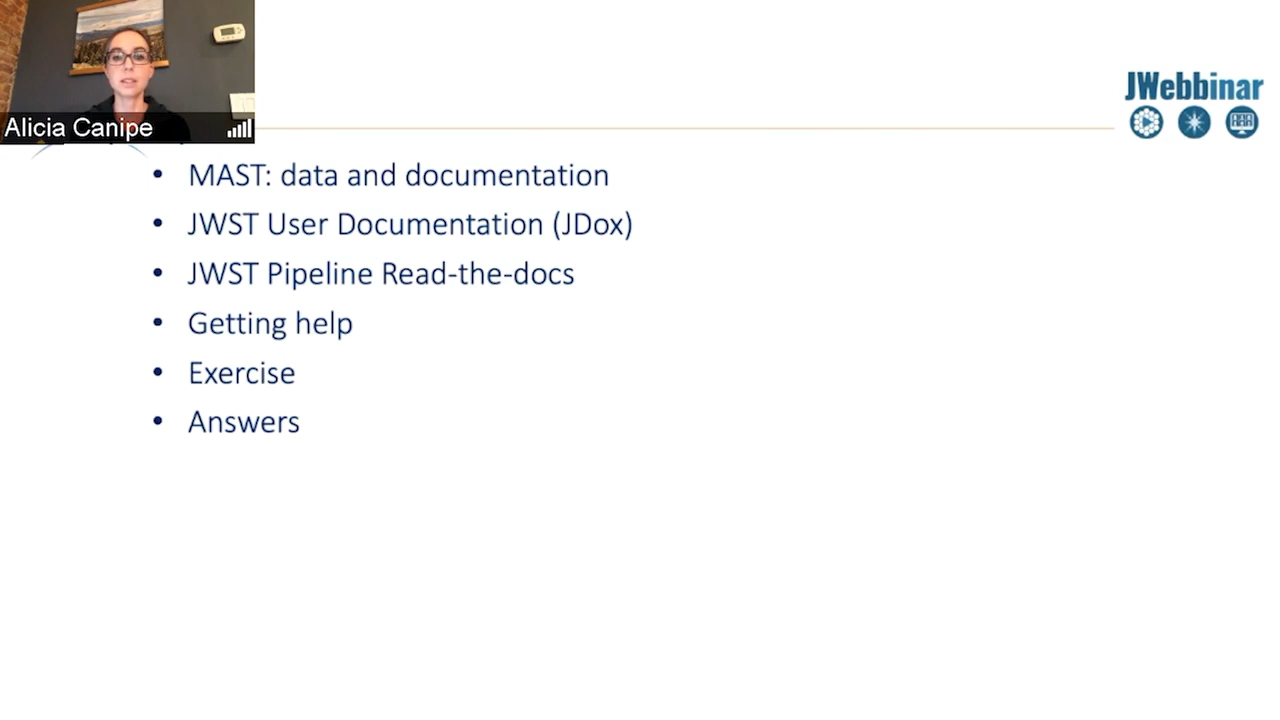 Alicia Canipe
JWebbinar
• MAST: data and documentation
• JWST User Documentation (JDox)
• JWST Pipeline Read-the-docs
• Getting help
• Exercise
• Answers